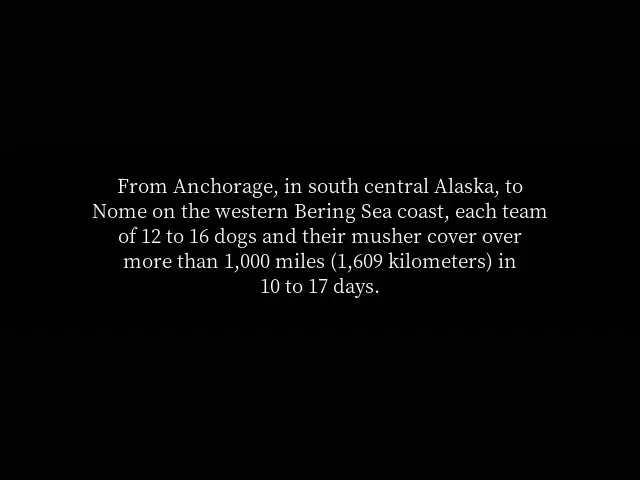 From Anchorage, in south central Alaska, to
Nome on the western Bering Sea coast, each team
of 12 to 16 dogs and their musher cover over
more than 1,000 miles (1,609 kilometers) in
10 to 17 days.